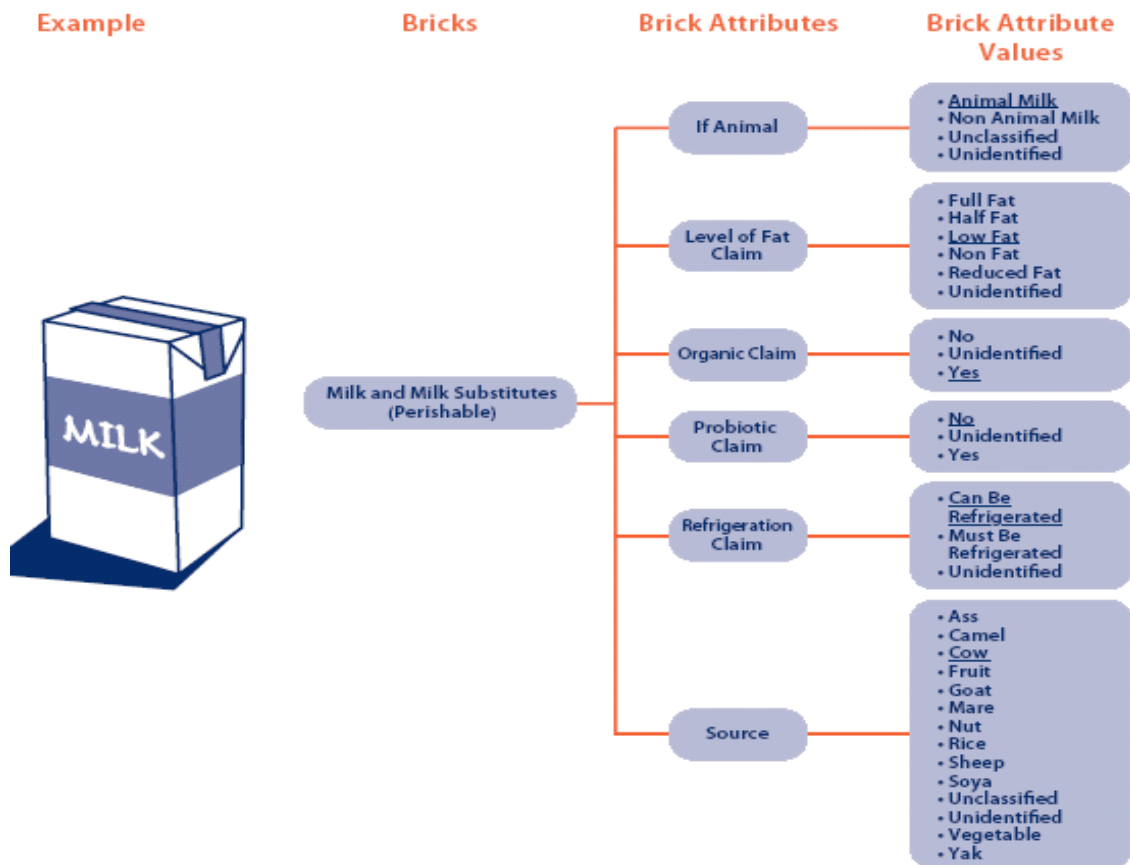 Example
Bricks
Brick Attributes
Brick Attribute
Values
MILK
Milk and Milk Substitutes
(Perishable)
If Animal
• Animal Milk
• Non Animal Milk
• Unclassified
• Unidentified
Level of Fat
Claim
• Full Fat
• Half Fat
• Low Fat
• Non Fat
• Reduced Fat
• Unidentified
Organic Claim
• No
• Unidentified
• Yes
Probiotic
Claim
• No
• Unidentified
• Yes
Refrigeration
Claim
• Can Be
Refrigerated
• Must Be
Refrigerated
• Unidentified
Source
• Ass
• Camel
• Cow
• Fruit
• Goat
• Mare
• Nut
• Rice
• Sheep
• Soya
• Unclassified
• Unidentified
• Vegetable
• Yak